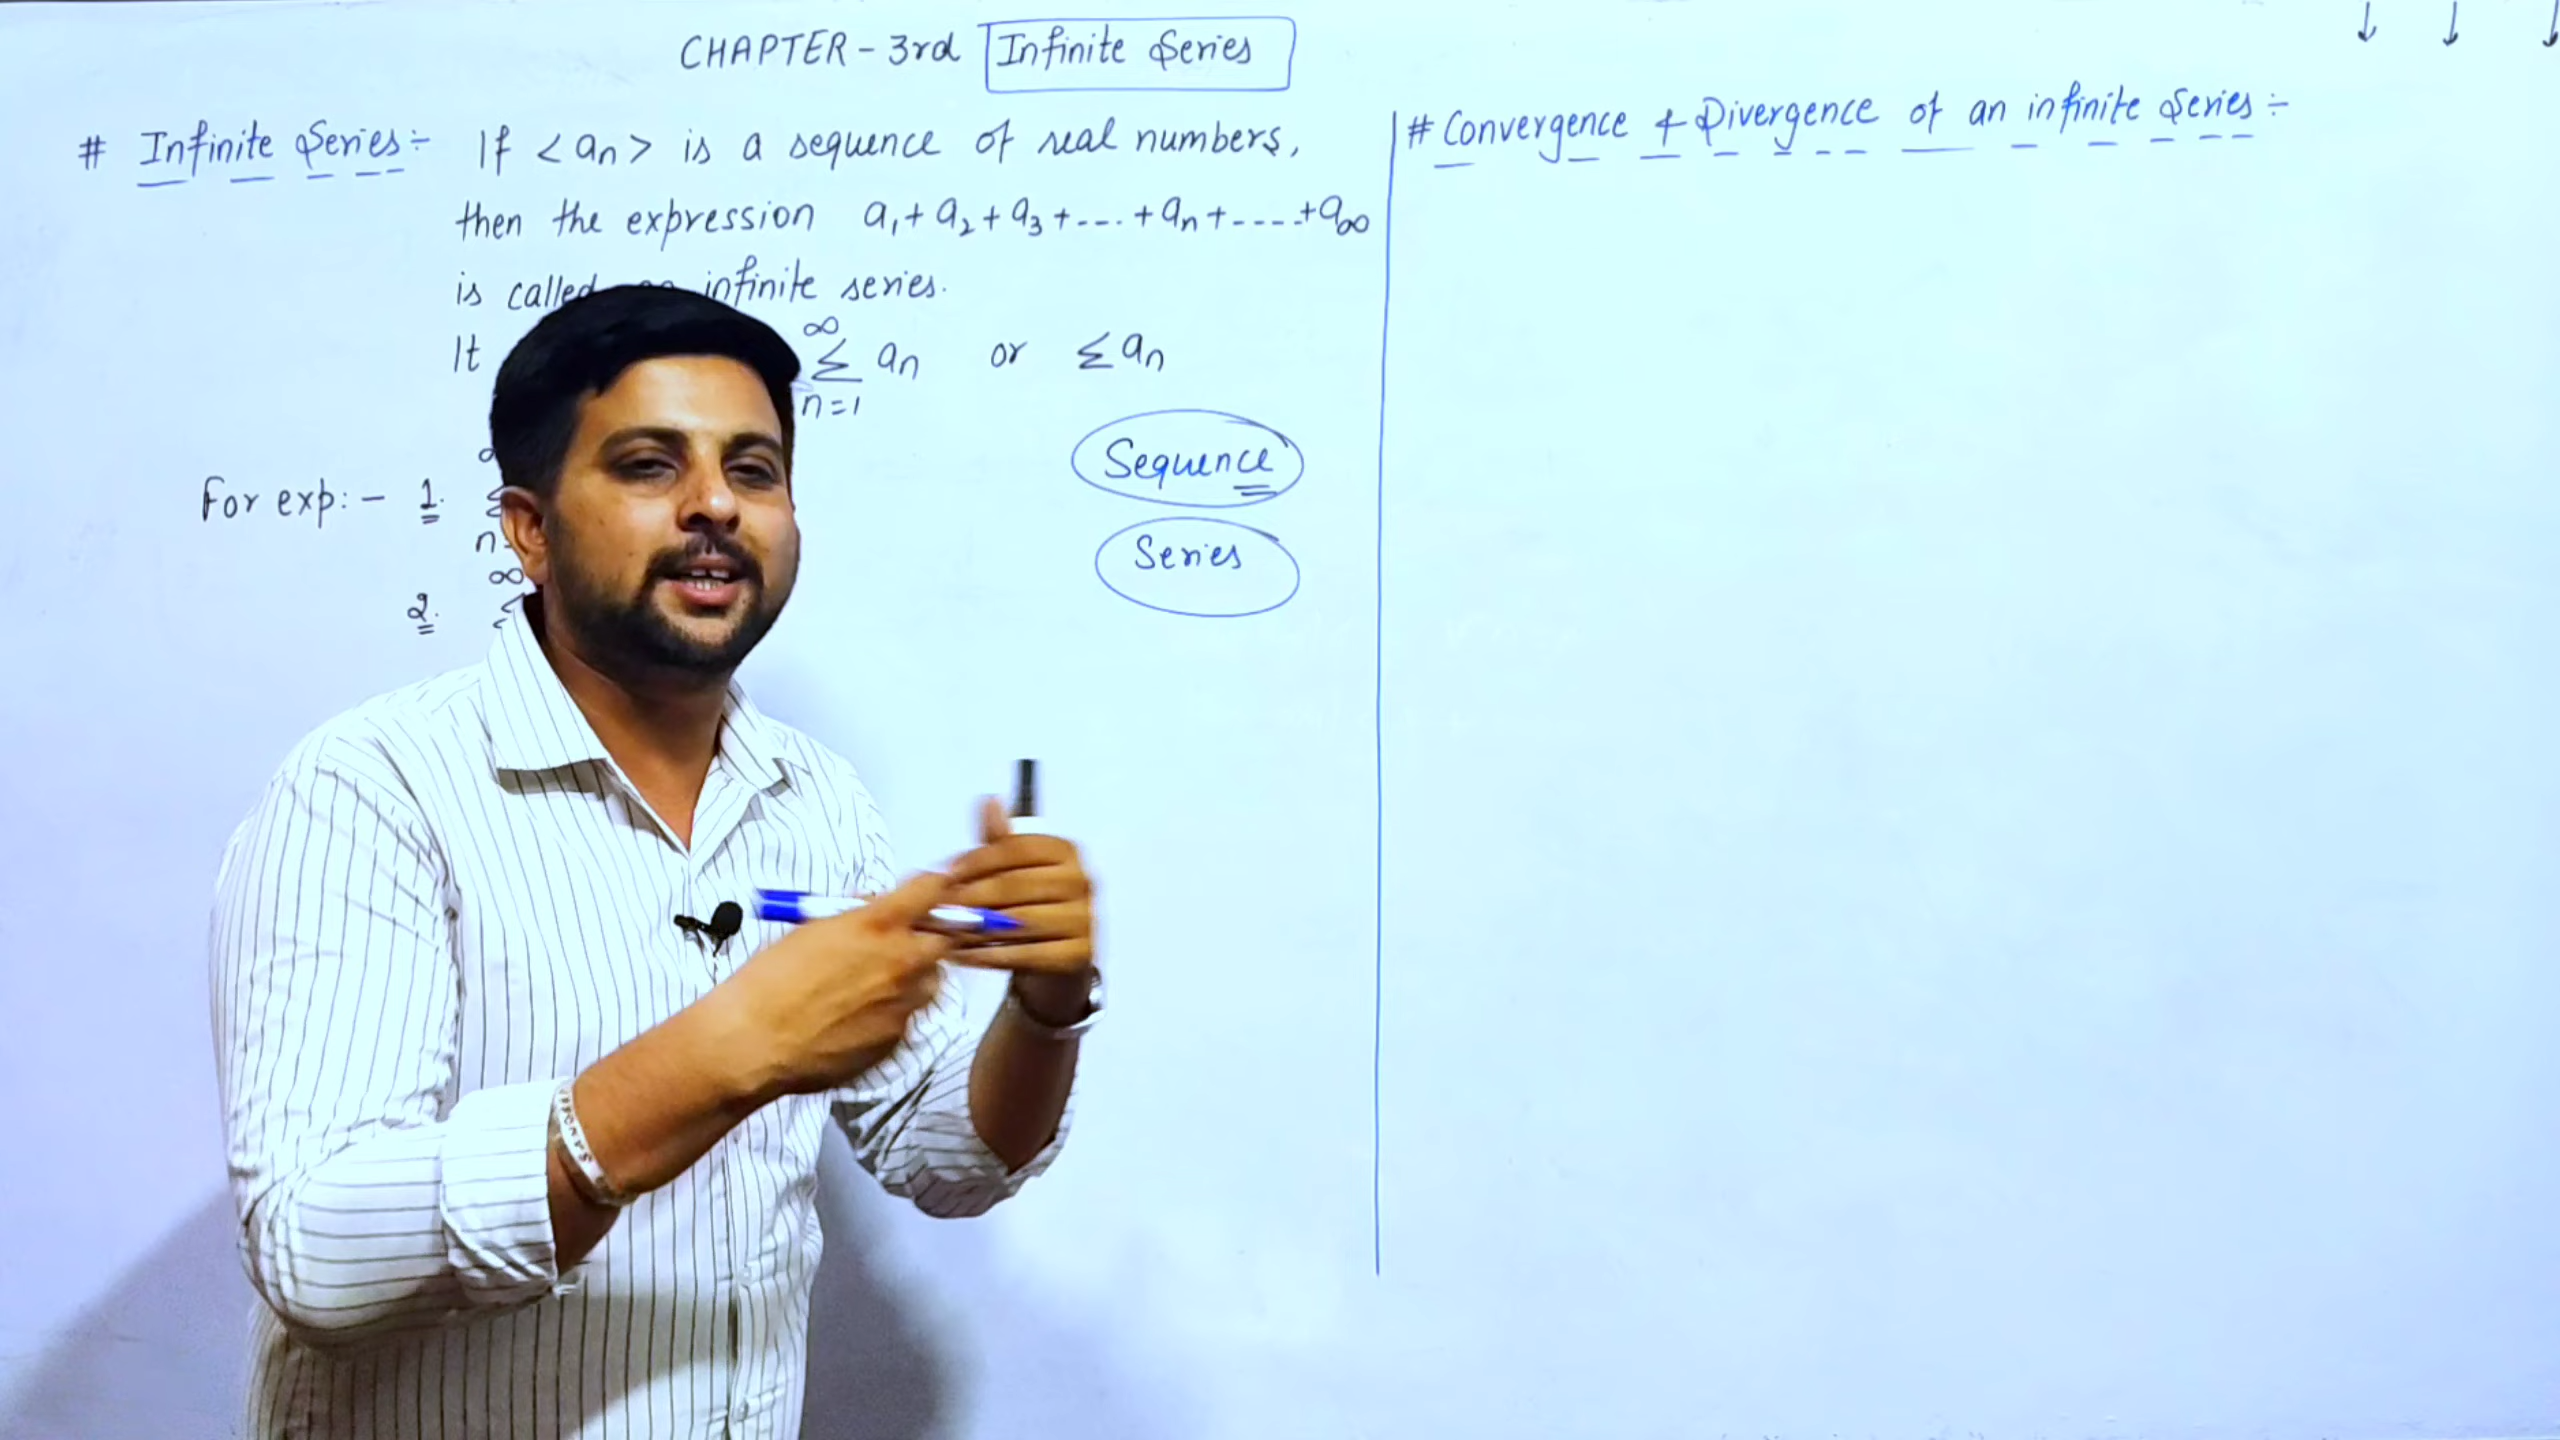 CHAPTER - 3rd Infinite Series
# Infinite Series :- If <an> is a sequence of real numbers,
then the expression a₁ + a₂ + a₃ + --- + aₙ + ---- + a∞
is called infinite series.
It ∞ Σ n=1 aₙ or Σaₙ
Sequence
Series
For exp:- 1.
n
∞
2.
# Convergence & Divergence of an infinite Series :-